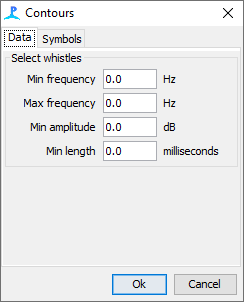 Contours
Data Symbols
Select whistles
Min frequency 0.0 Hz
Max frequency 0.0 Hz
Min amplitude 0.0 dB
Min length 0.0 milliseconds
Ok Cancel